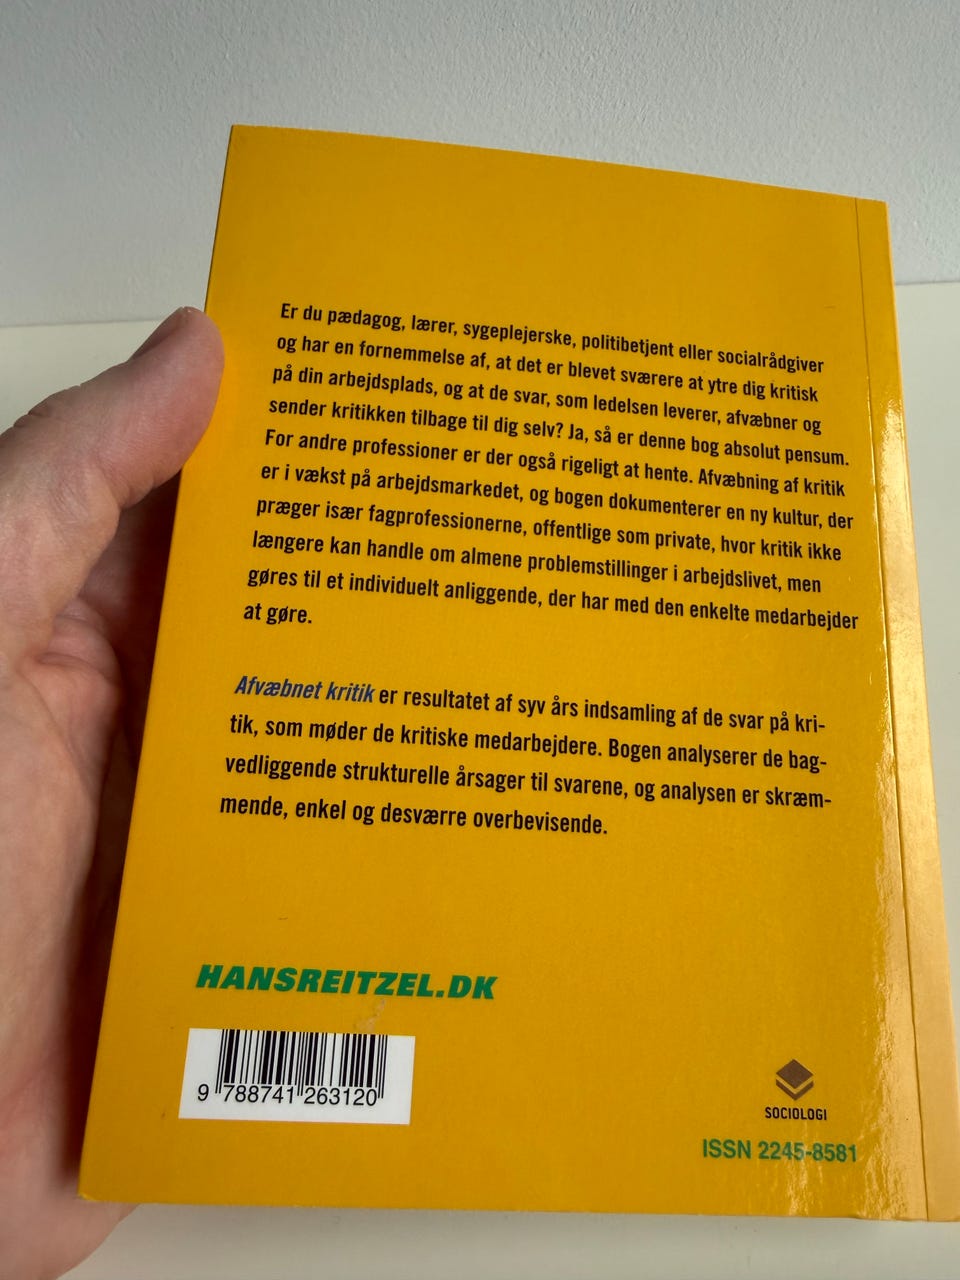 Er du pædagog, lærer, sygeplejerske, politibetjent eller socialrådgiver
og har en fornemmelse af, at det er blevet sværere at ytre dig kritisk
på din arbejdsplads, og at de svar, som ledelsen leverer, afvæbner og
sender kritikken tilbage til dig selv? Ja, så er denne bog absolut pensum.
For andre professioner er der også rigeligt at hente. Afvæbning af kritik
er i vækst på arbejdsmarkedet, og bogen dokumenterer en ny kultur, der
præger især fagprofessionerne, offentlige som private, hvor kritik ikke
længere kan handle om almene problemstillinger i arbejdslivet, men
gøres til et individuelt anliggende, der har med den enkelte medarbejder
at gøre.
Afvæbnet kritik er resultatet af syv års indsamling af de svar på kri-
tik, som møder de kritiske medarbejdere. Bogen analyserer de bag-
vedliggende strukturelle årsager til svarene, og analysen er skræm-
mende, enkel og desværre overbevisende.
HANSREITZEL.DK
9 788741 263120
SOCIOLOGI
ISSN 2245-8581